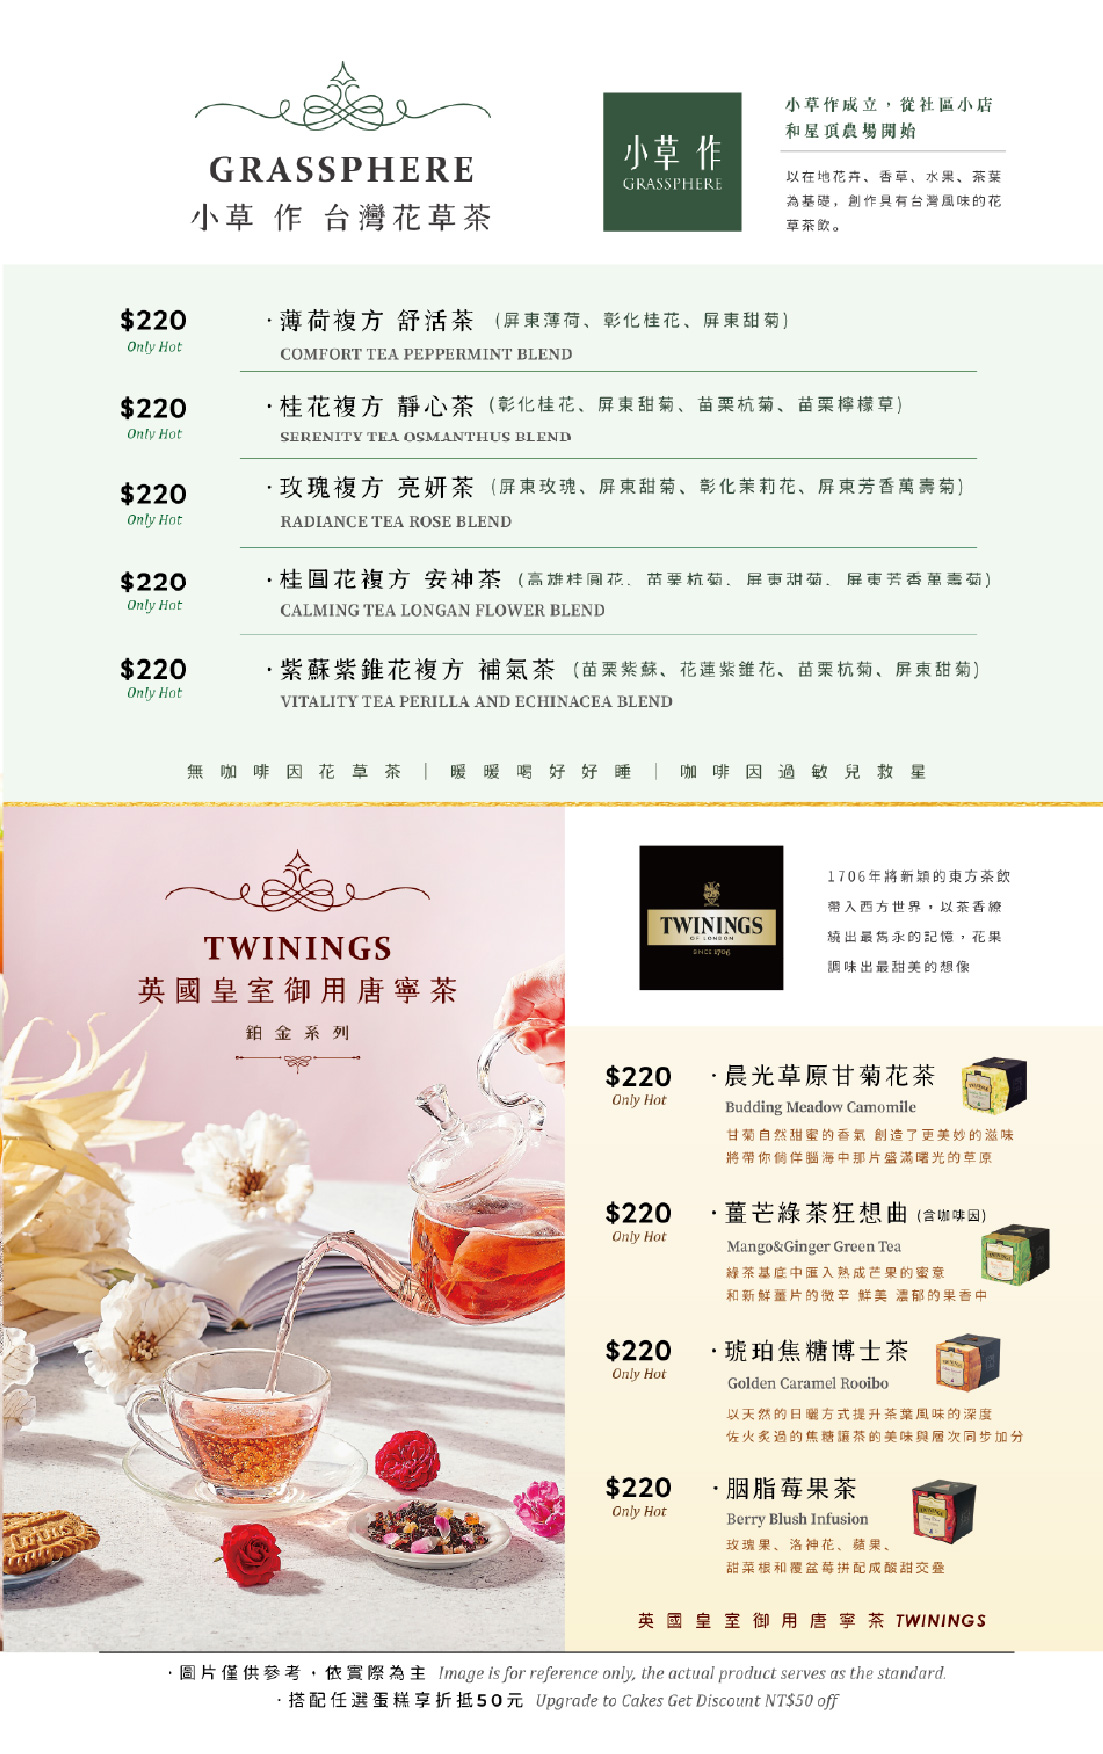 GRASSPHERE
小草 作 台灣花草茶
小草 作
GRASSPHERE
小草作成立，從社區小店
和屋頂農場開始
以在地花卉、香草、水果、茶葉
為基礎，創作具有台灣風味的花
草茶飲。
$220
Only Hot
·薄荷複方 舒活茶 (屏東薄荷、彰化桂花、屏東甜菊)
COMFORT TEA PEPPERMINT BLEND
$220
Only Hot
·桂花複方 靜心茶 (彰化桂花、屏東甜菊、苗栗杭菊、苗栗檸檬草)
SERENITY TEA OSMANTHUS BLEND
$220
Only Hot
·玫瑰複方 亮妍茶 (屏東玫瑰、屏東甜菊、彰化茉莉花、屏東芳香萬壽菊)
RADIANCE TEA ROSE BLEND
$220
Only Hot
·桂圓花複方 安神茶 (高雄桂圓花、苗栗杭菊、屏東甜菊、屏東芳香萬壽菊)
CALMING TEA LONGAN FLOWER BLEND
$220
Only Hot
·紫蘇紫錐花複方 補氣茶 (苗栗紫蘇、花蓮紫錐花、苗栗杭菊、屏東甜菊)
VITALITY TEA PERILLA AND ECHINACEA BLEND
無咖啡因花草茶｜暖暖喝好好睡｜咖啡因過敏兒救星
TWININGS
英國皇室御用唐寧茶
鉑金系列
TWININGS
OF LONDON
SINCE 1706
1706年將新穎的東方茶飲
帶入西方世界，以茶香繚
繞出最雋永的記憶，花果
調味出最甜美的想像
$220
Only Hot
·晨光草原甘菊花茶
Budding Meadow Camomile
甘菊自然甜蜜的香氣 創造了更美妙的滋味
將帶你徜徉腦海中那片盛滿曙光的草原
$220
Only Hot
·薑芒綠茶狂想曲 (含咖啡因)
Mango&Ginger Green Tea
綠茶基底中匯入熟成芒果的蜜意
和新鮮薑片的微辛 鮮美 濃郁的果香中
$220
Only Hot
·琥珀焦糖博士茶
Golden Caramel Rooibo
以天然的日曬方式提升茶葉風味的深度
佐火炙過的焦糖讓茶的美味與層次同步加分
$220
Only Hot
·胭脂莓果茶
Berry Blush Infusion
玫瑰果、洛神花、蘋果、
甜菜根和覆盆莓拼配成酸甜交疊
英國皇室御用唐寧茶 TWININGS
·圖片僅供參考，依實際為主 Image is for reference only, the actual product serves as the standard.
·搭配任選蛋糕享折抵50元 Upgrade to Cakes Get Discount NT$50 off